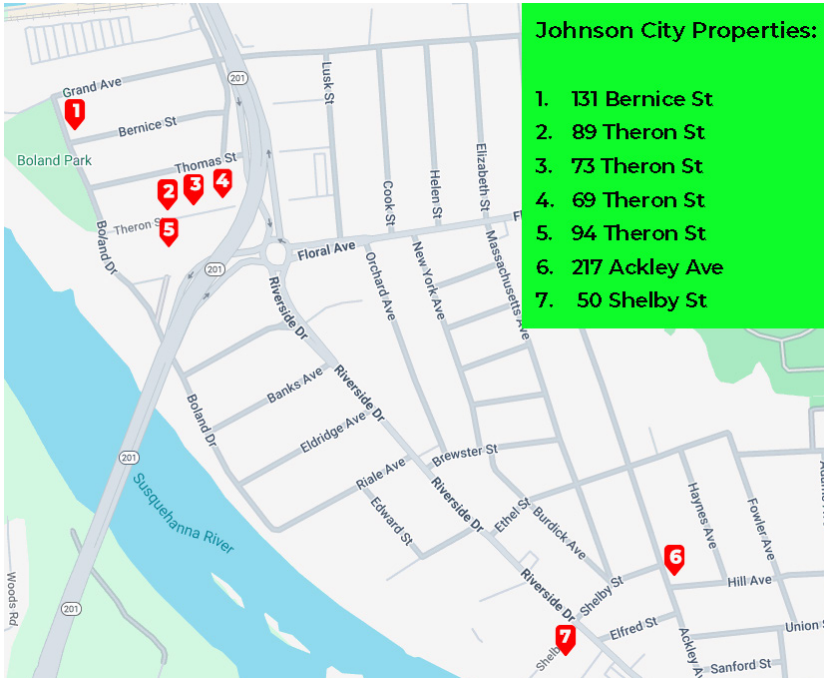 Johnson City Properties:
1. 131 Bernice St
2. 89 Theron St
3. 73 Theron St
4. 69 Theron St
5. 94 Theron St
6. 217 Ackley Ave
7. 50 Shelby St
201
Grand Ave
Lusk St
1
Bernice St
Elizabeth St
Boland Park
Thomas St
Helen St
Cook St
2
3
4
Theron St
5
Floral Ave
Boland Dr
201
Massachusetts Ave
New York Ave
Orchard Ave
Riverside Dr
Banks Ave
Riverside Dr
Boland Dr
Eldridge Ave
Brewster St
201
Riale Ave
Susquehanna River
Edward St
Riverside Dr
Ethel St
Burdick Ave
Haynes Ave
Fowler Ave
6
Woods Rd
Riverside Dr
Shelby St
Hill Ave
201
Elfred St
Union S
7
Shelby
Ackley Av
Sanford St